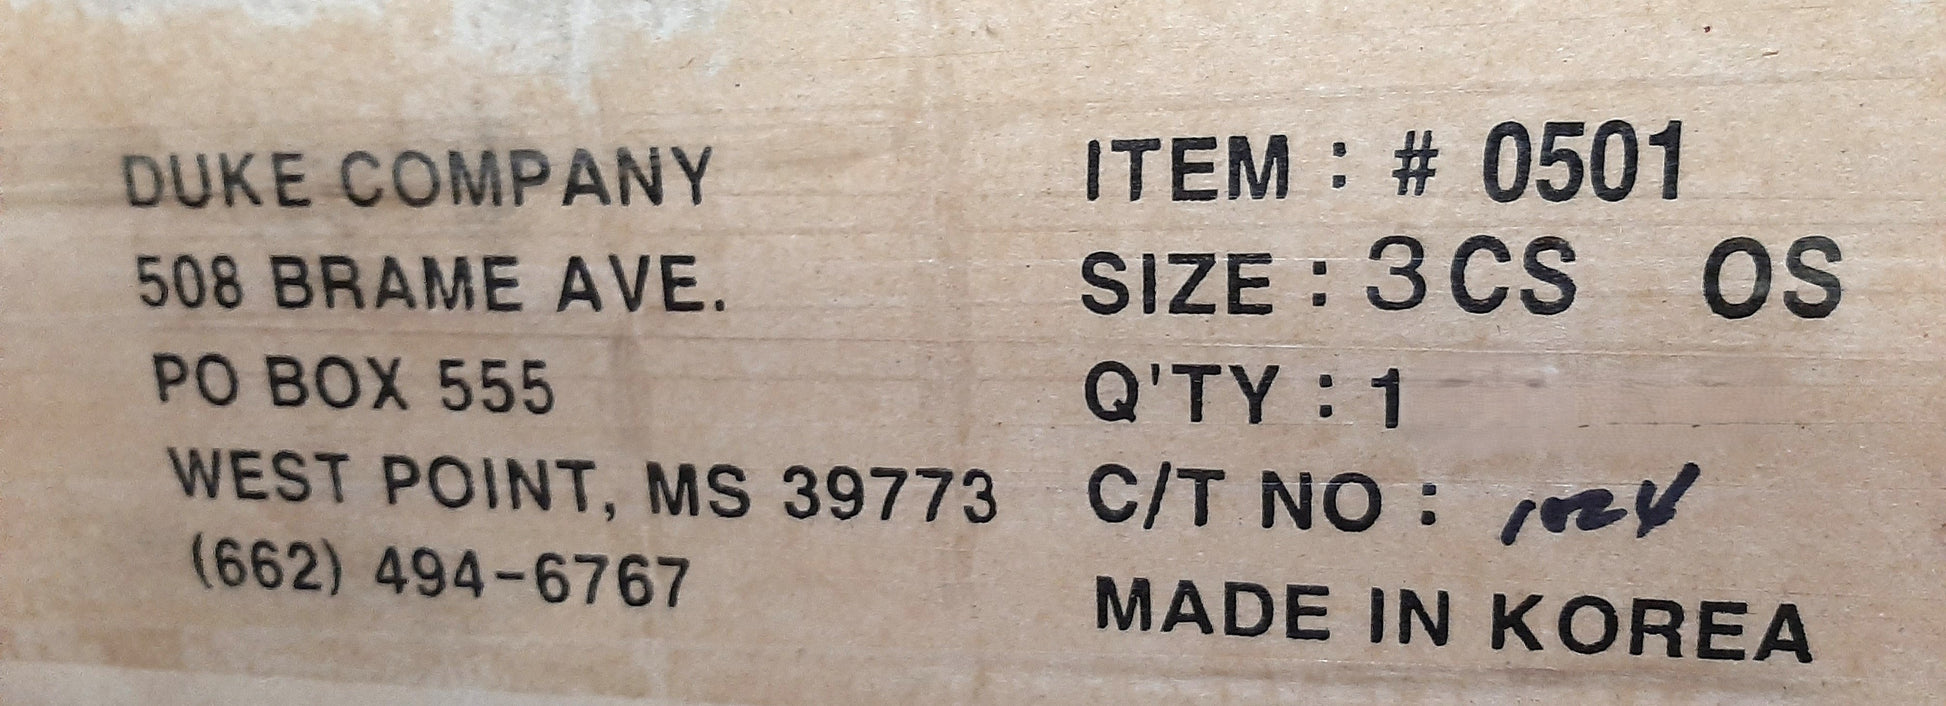 DUKE COMPANY
508 BRAME AVE.
PO BOX 555
WEST POINT, MS 39773
(662) 494-6767
ITEM : # 0501
SIZE : 3CS OS
Q'TY : 1
C/T NO : 1024
MADE IN KOREA